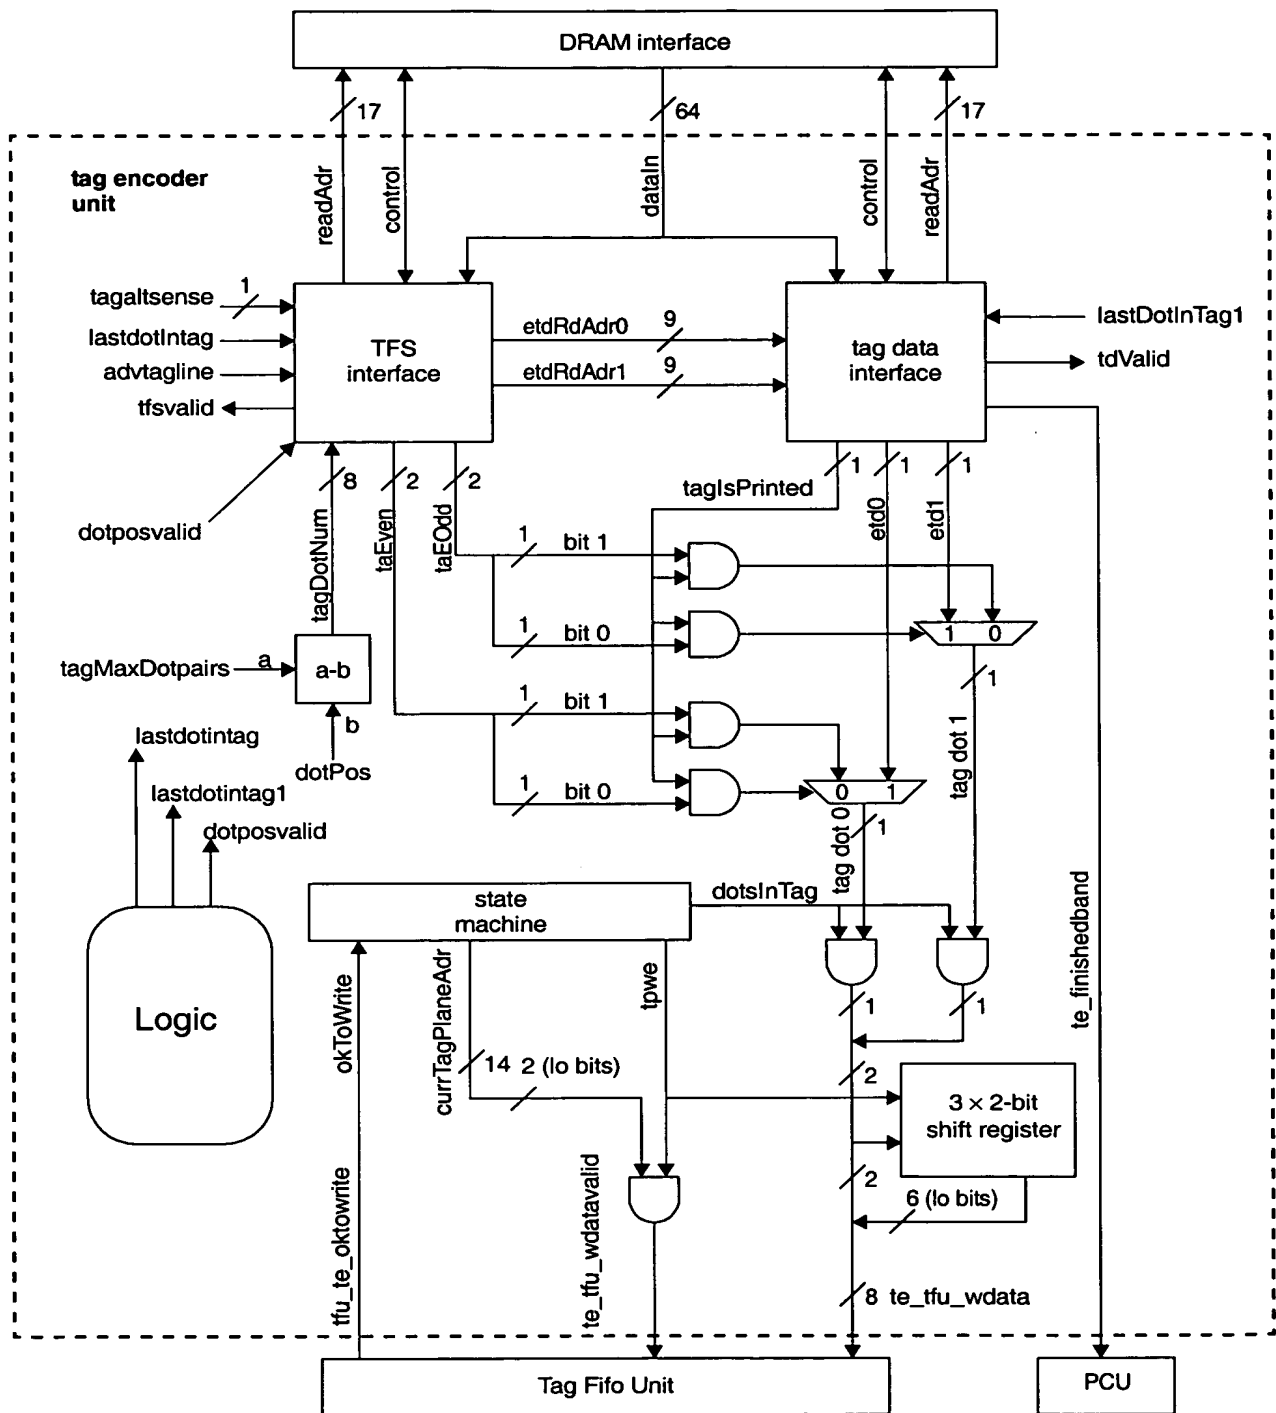 DRAM interface
17
64
17
tag encoder
unit
readAdr
control
dataIn
control
readAdr
tagaltsense
1
lastdotIntag
advtagline
tfsvalid
dotposvalid
TFS
interface
etdRdAdr0
9
etdRdAdr1
9
tag data
interface
lastDotInTag1
tdValid
8
2
2
1
1
1
tagIsPrinted
tagDotNum
taEven
taEOdd
etd0
etd1
1
bit 1
1
bit 0
1 0
1
tagMaxDotpairs
a
a-b
b
dotPos
1
bit 1
1
bit 0
0 1
1
tag dot 0
tag dot 1
lastdotintag
lastdotintag1
dotposvalid
Logic
state
machine
dotsInTag
okToWrite
currTagPlaneAdr
tpwe
14
2 (lo bits)
1
1
2
3 × 2-bit
shift register
2
6 (lo bits)
te_finishedband
tfu_te_oktowrite
te_tfu_wdatavalid
8 te_tfu_wdata
Tag Fifo Unit
PCU